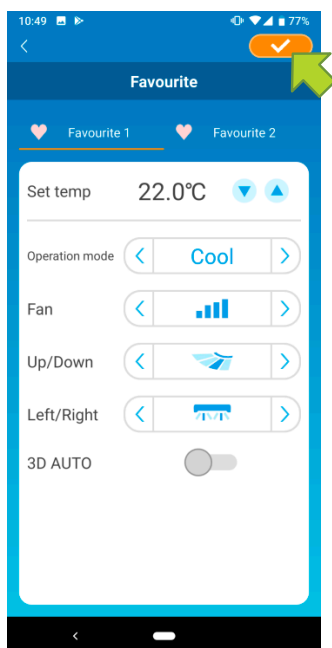 10:49 77%
Favourite
Favourite 1 Favourite 2
Set temp 22.0℃
Operation mode Cool
Fan
Up/Down
Left/Right
3D AUTO